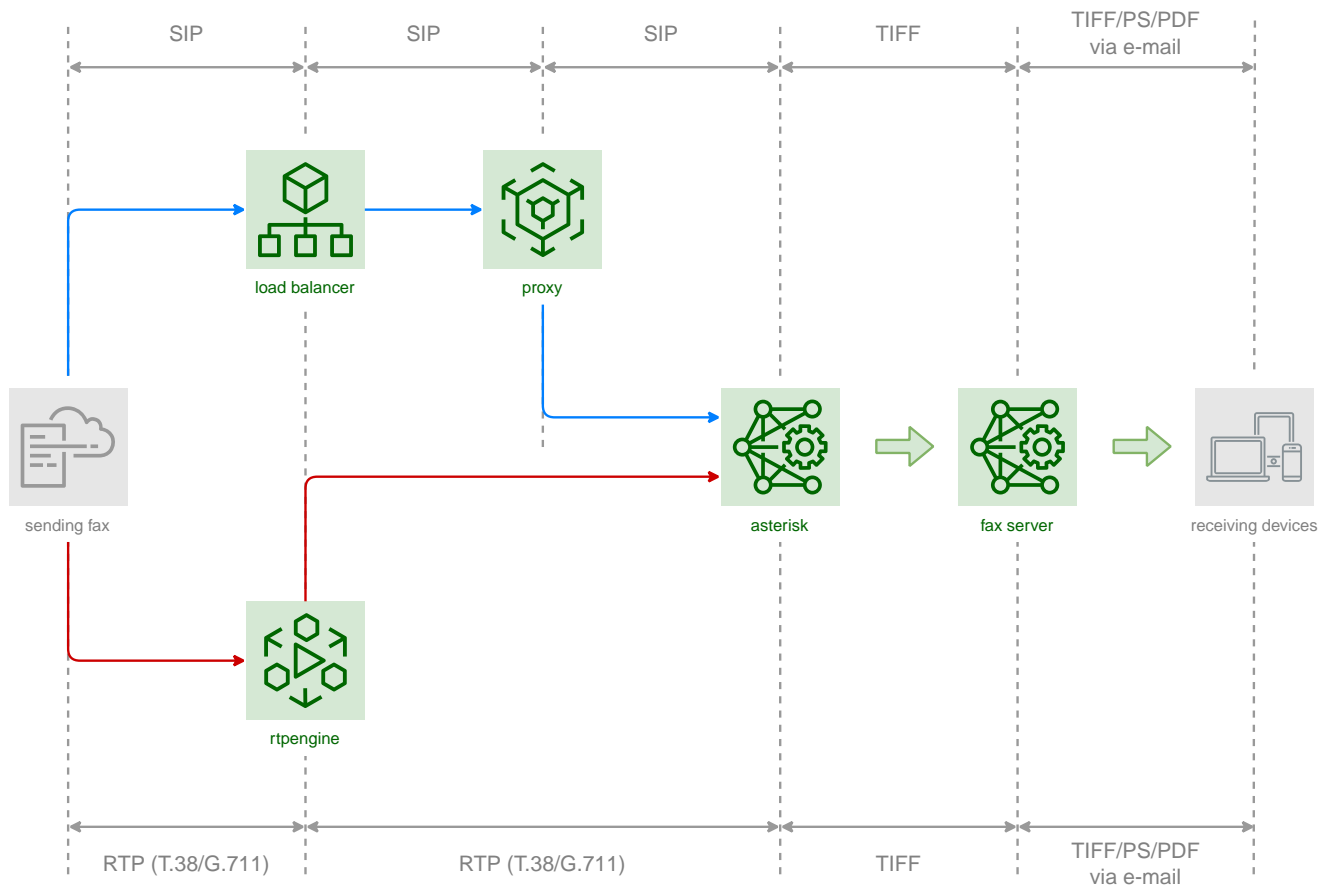 SIP
SIP
SIP
TIFF
TIFF/PS/PDF
via e-mail
load balancer
proxy
sending fax
asterisk
fax server
receiving devices
rtpengine
RTP (T.38/G.711)
RTP (T.38/G.711)
TIFF
TIFF/PS/PDF
via e-mail